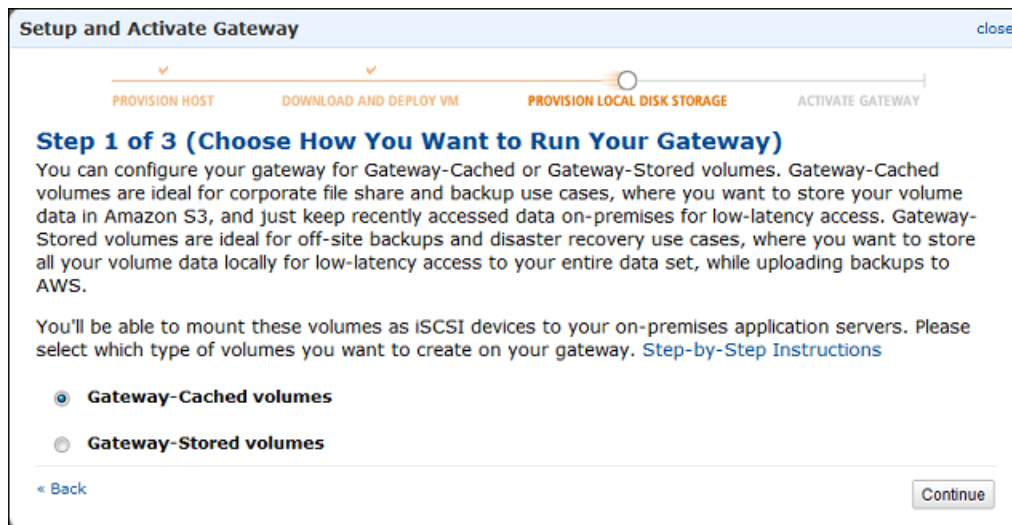 Setup and Activate Gateway
close
PROVISION HOST
DOWNLOAD AND DEPLOY VM
PROVISION LOCAL DISK STORAGE
ACTIVATE GATEWAY
Step 1 of 3 (Choose How You Want to Run Your Gateway)
You can configure your gateway for Gateway-Cached or Gateway-Stored volumes. Gateway-Cached
volumes are ideal for corporate file share and backup use cases, where you want to store your volume
data in Amazon S3, and just keep recently accessed data on-premises for low-latency access. Gateway-
Stored volumes are ideal for off-site backups and disaster recovery use cases, where you want to store
all your volume data locally for low-latency access to your entire data set, while uploading backups to
AWS.
You'll be able to mount these volumes as iSCSI devices to your on-premises application servers. Please
select which type of volumes you want to create on your gateway. Step-by-Step Instructions
Gateway-Cached volumes
Gateway-Stored volumes
« Back
Continue